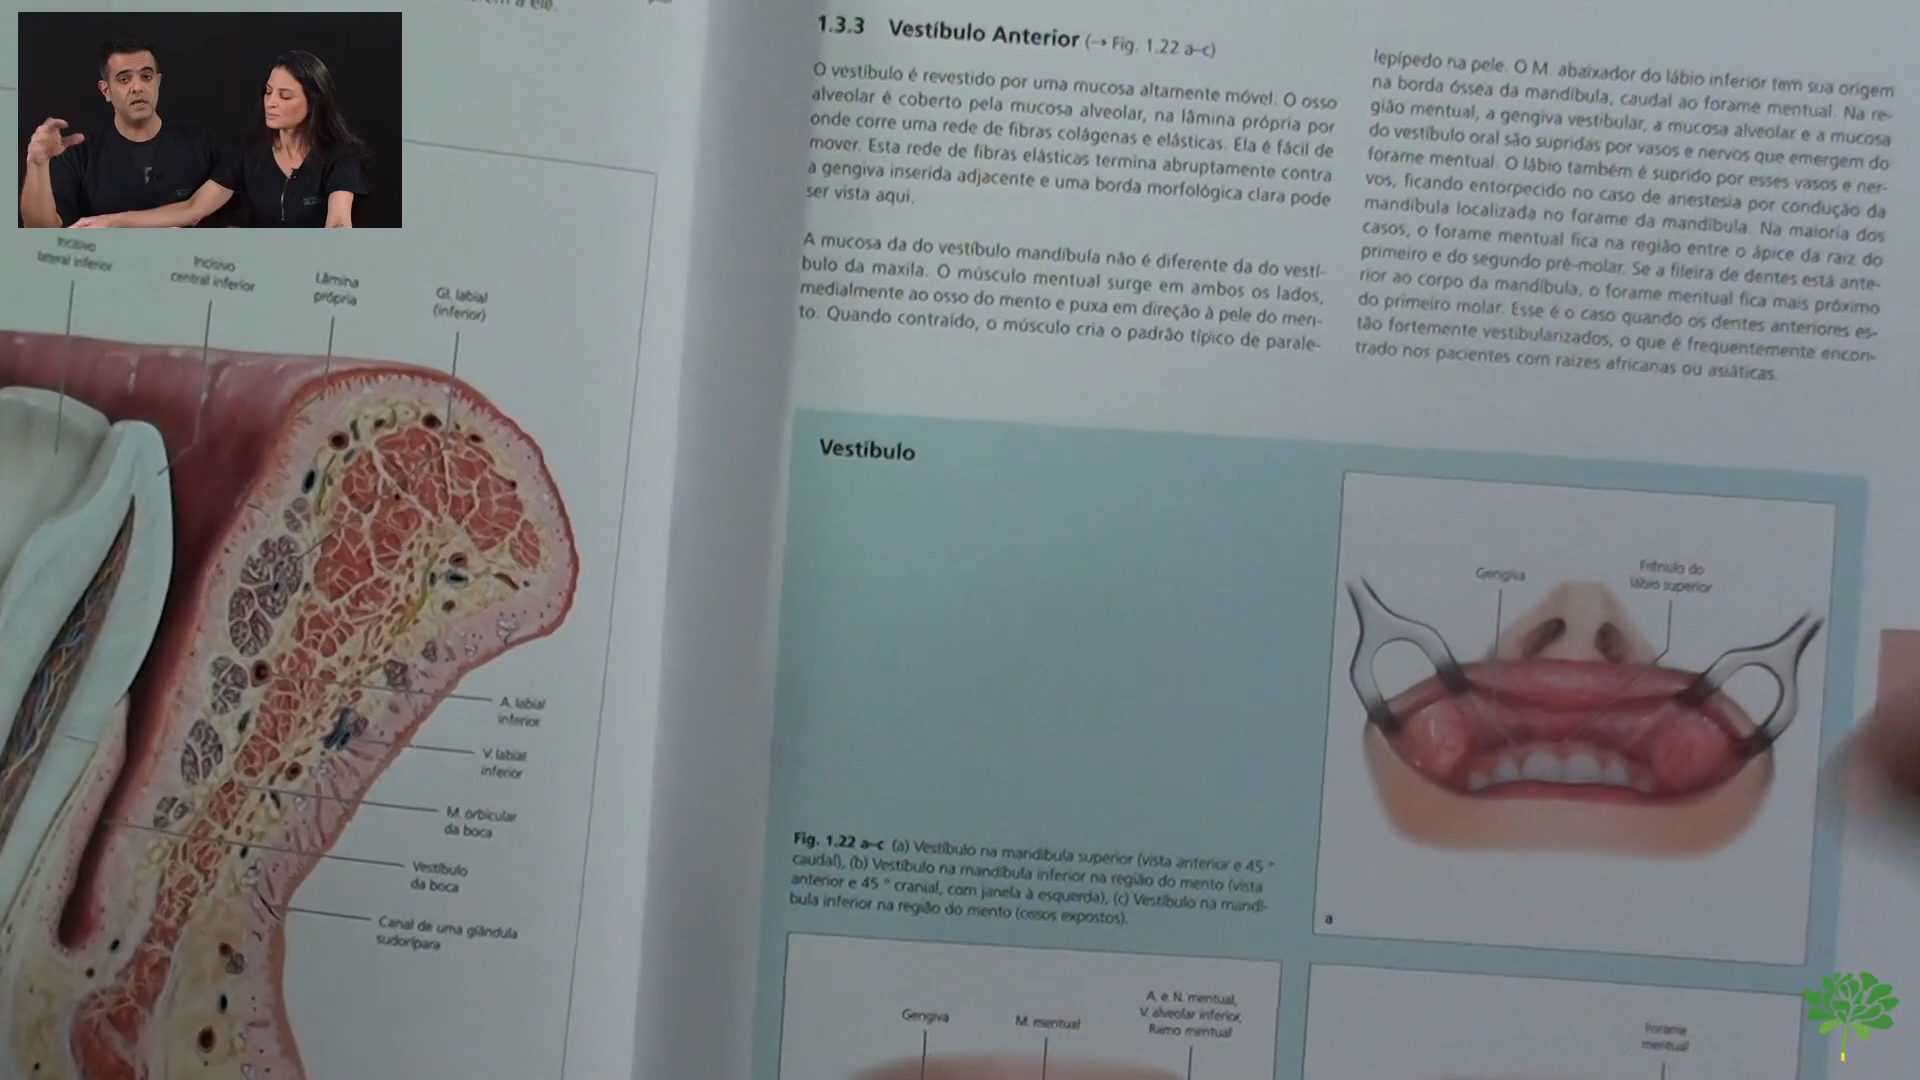 m a ele.
Incisivo
lateral inferior
Incisivo
central inferior
Lâmina
própria
Gl. labial
(inferior)
A. labial
inferior
V. labial
inferior
M. orbicular
da boca
Vestíbulo
da boca
Canal de uma glândula
sudorípara
1.3.3 Vestíbulo Anterior (→ Fig. 1.22 a–c)
O vestíbulo é revestido por uma mucosa altamente móvel. O osso
alveolar é coberto pela mucosa alveolar, na lâmina própria por
onde corre uma rede de fibras colágenas e elásticas. Ela é fácil de
mover. Esta rede de fibras elásticas termina abruptamente contra
a gengiva inserida adjacente e uma borda morfológica clara pode
ser vista aqui.
A mucosa da do vestíbulo mandíbula não é diferente da do vestí-
bulo da maxila. O músculo mentual surge em ambos os lados,
medialmente ao osso do mento e puxa em direção à pele do men-
to. Quando contraído, o músculo cria o padrão típico de parale-
lepípedo na pele. O M. abaixador do lábio inferior tem sua origem
na borda óssea da mandíbula, caudal ao forame mentual. Na re-
gião mentual, a gengiva vestibular, a mucosa alveolar e a mucosa
do vestíbulo oral são supridas por vasos e nervos que emergem do
forame mentual. O lábio também é suprido por esses vasos e ner-
vos, ficando entorpecido no caso de anestesia por condução da
mandíbula localizada no forame da mandíbula. Na maioria dos
casos, o forame mentual fica na região entre o ápice da raiz do
primeiro e do segundo pré-molar. Se a fileira de dentes está ante-
rior ao corpo da mandíbula, o forame mentual fica mais próximo
do primeiro molar. Esse é o caso quando os dentes anteriores es-
tão fortemente vestibularizados, o que é frequentemente encon-
trado nos pacientes com raízes africanas ou asiáticas.
Vestíbulo
Gengiva
Frênulo do
lábio superior
a
Fig. 1.22 a–c (a) Vestíbulo na mandíbula superior (vista anterior e 45 °
caudal), (b) Vestíbulo na mandíbula inferior na região do mento (vista
anterior e 45 ° cranial, com janela à esquerda), (c) Vestíbulo na mandí-
bula inferior na região do mento (ossos expostos).
Gengiva
M. mentual
A. e N. mentual,
V. alveolar inferior,
Ramo mentual
Forame
mentual